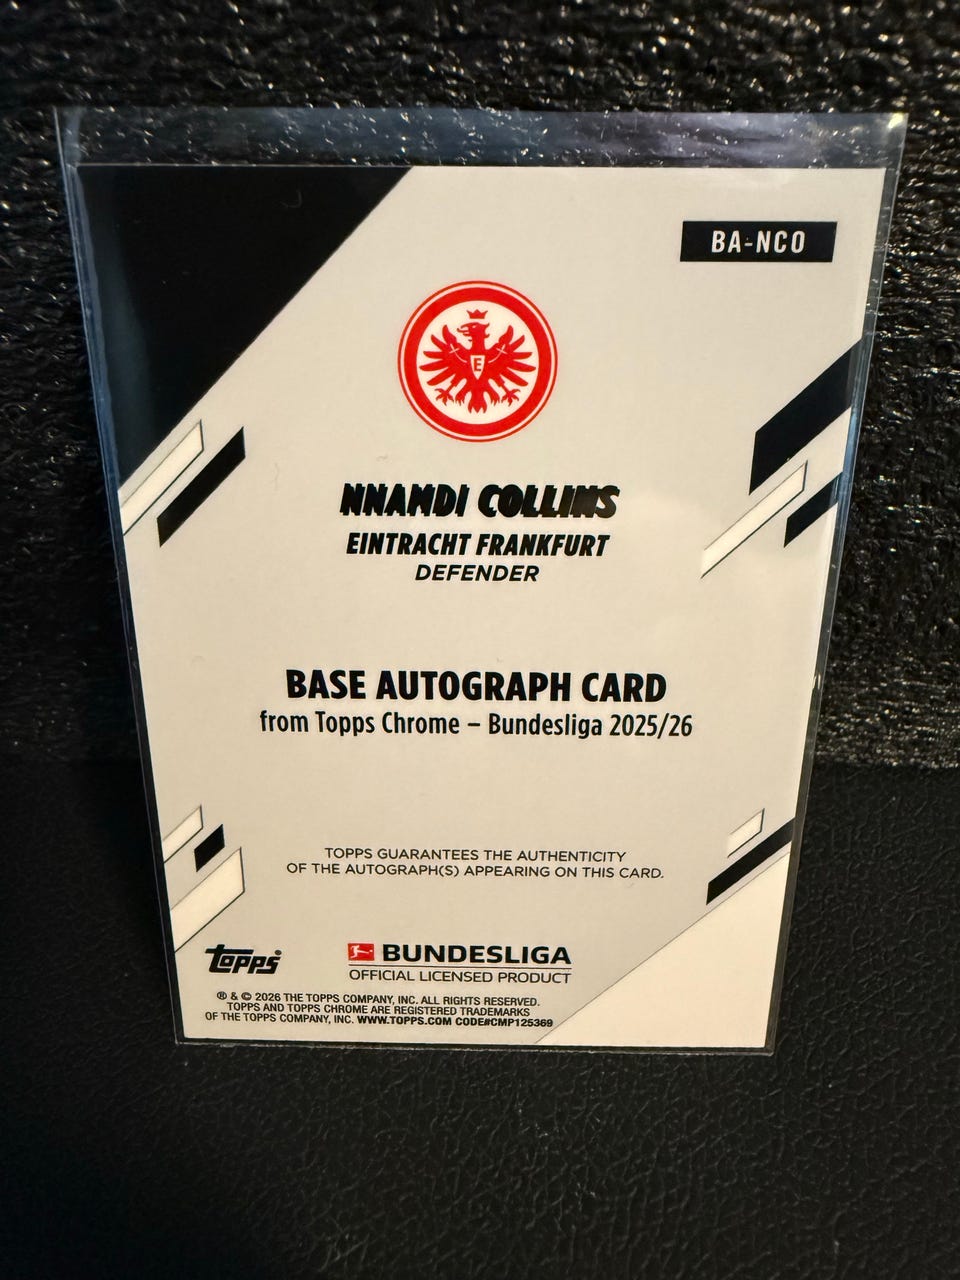 BA-NCO
E
NNAMDI COLLINS
EINTRACHT FRANKFURT
DEFENDER
BASE AUTOGRAPH CARD
from Topps Chrome – Bundesliga 2025/26
TOPPS GUARANTEES THE AUTHENTICITY
OF THE AUTOGRAPH(S) APPEARING ON THIS CARD.
topps
BUNDESLIGA
OFFICIAL LICENSED PRODUCT
® & © 2026 THE TOPPS COMPANY, INC. ALL RIGHTS RESERVED.
TOPPS AND TOPPS CHROME ARE REGISTERED TRADEMARKS
OF THE TOPPS COMPANY, INC. WWW.TOPPS.COM CODE#CMP125369